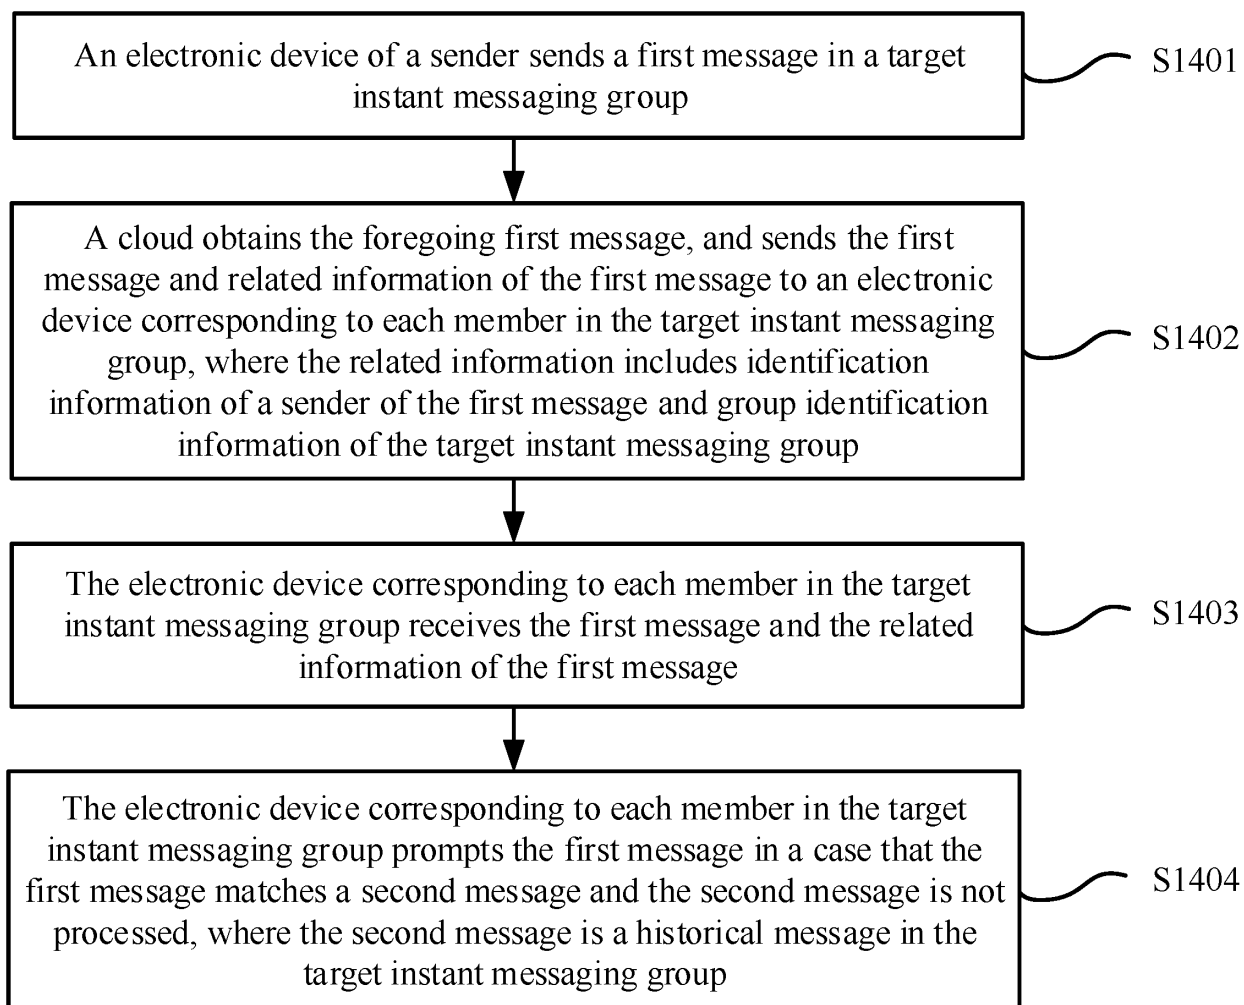 An electronic device of a sender sends a first message in a target
instant messaging group
S1401
A cloud obtains the foregoing first message, and sends the first
message and related information of the first message to an electronic
device corresponding to each member in the target instant messaging
group, where the related information includes identification
information of a sender of the first message and group identification
information of the target instant messaging group
S1402
The electronic device corresponding to each member in the target
instant messaging group receives the first message and the related
information of the first message
S1403
The electronic device corresponding to each member in the target
instant messaging group prompts the first message in a case that the
first message matches a second message and the second message is not
processed, where the second message is a historical message in the
target instant messaging group
S1404